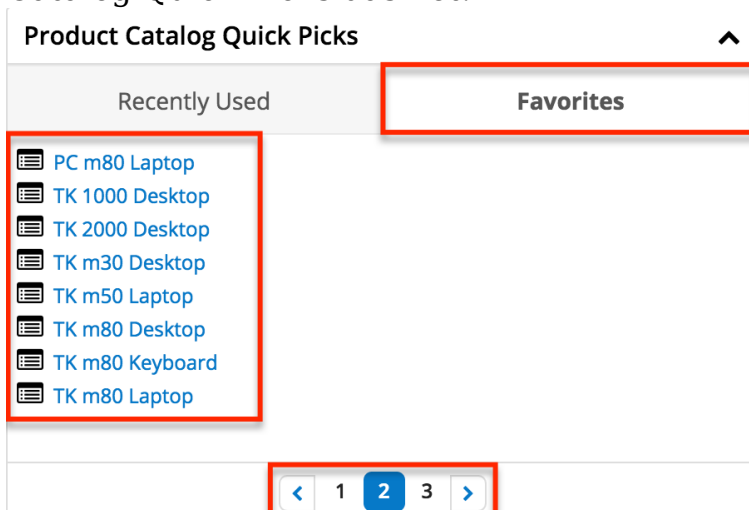 Product Catalog Quick Picks
Recently Used Favorites
PC m80 Laptop
TK 1000 Desktop
TK 2000 Desktop
TK m30 Desktop
TK m50 Laptop
TK m80 Desktop
TK m80 Keyboard
TK m80 Laptop
1 2 3